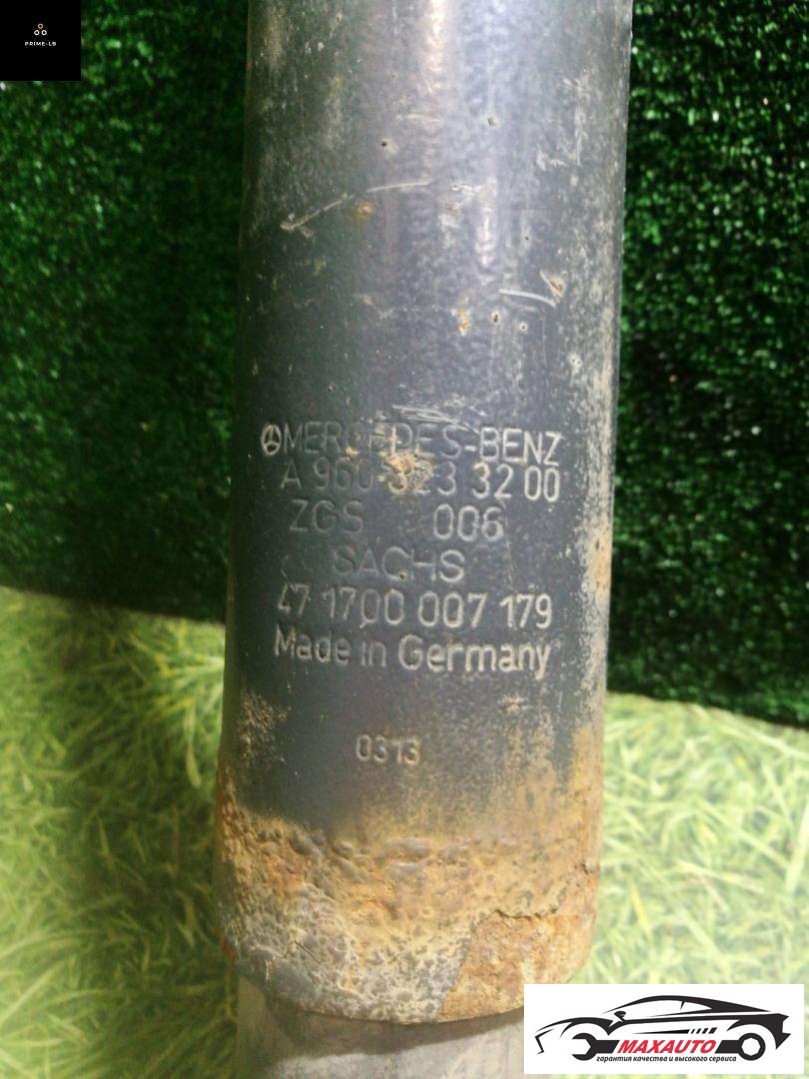 PRIME-LB
MERCEDES-BENZ
A 960 323 32 00
ZGS 006
SACHS
47 1700 007 179
Made in Germany
0313
MAXAUTO
гарантия качества и высокого сервиса